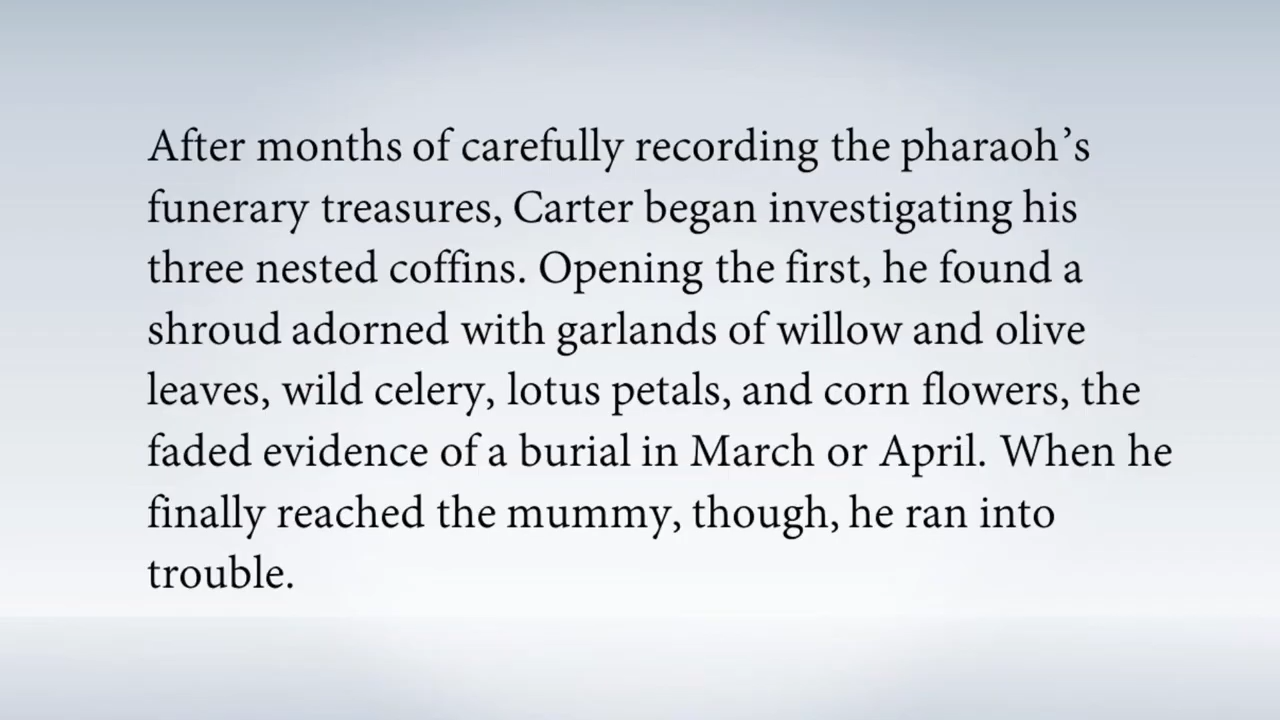 After months of carefully recording the pharaoh’s
funerary treasures, Carter began investigating his
three nested coffins. Opening the first, he found a
shroud adorned with garlands of willow and olive
leaves, wild celery, lotus petals, and corn flowers, the
faded evidence of a burial in March or April. When he
finally reached the mummy, though, he ran into
trouble.